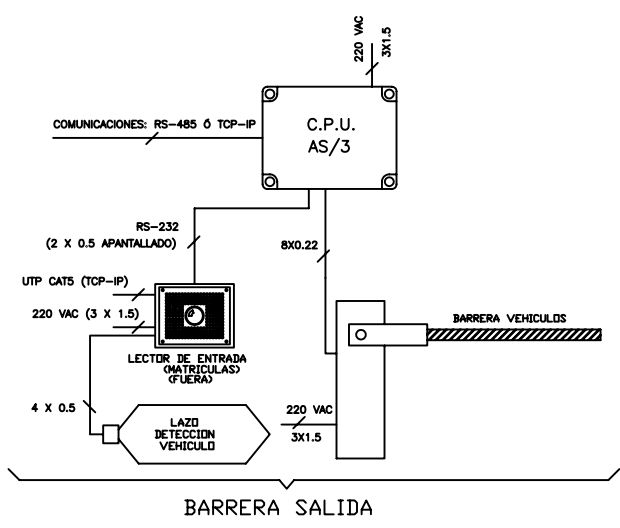 220 VAC
3X1.5
COMUNICACIONES: RS-485 Ó TCP-IP
C.P.U.
AS/3
RS-232
(2 X 0.5 APANTALLADO)
8X0.22
UTP CAT5 (TCP-IP)
220 VAC (3 X 1.5)
BARRERA VEHICULOS
LECTOR DE ENTRADA
(MATRICULAS)
(FUERA)
4 X 0.5
LAZO
DETECCION
VEHICULO
220 VAC
3X1.5
BARRERA SALIDA